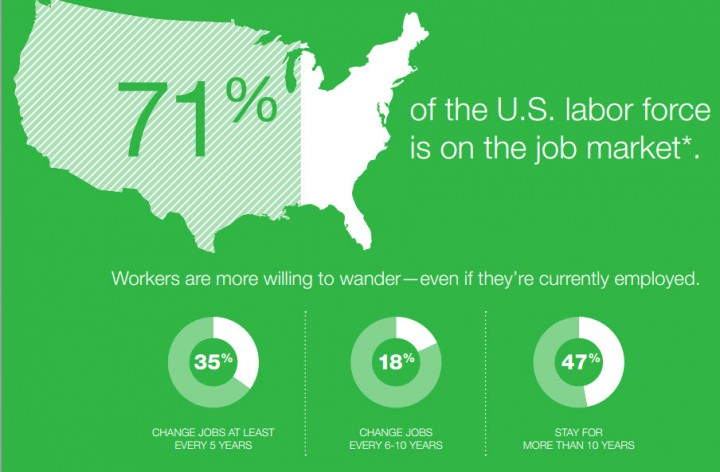 71%
of the U.S. labor force
is on the job market*.
Workers are more willing to wander—even if they're currently employed.
35%
18%
47%
CHANGE JOBS AT LEAST
EVERY 5 YEARS
CHANGE JOBS
EVERY 6-10 YEARS
STAY FOR
MORE THAN 10 YEARS